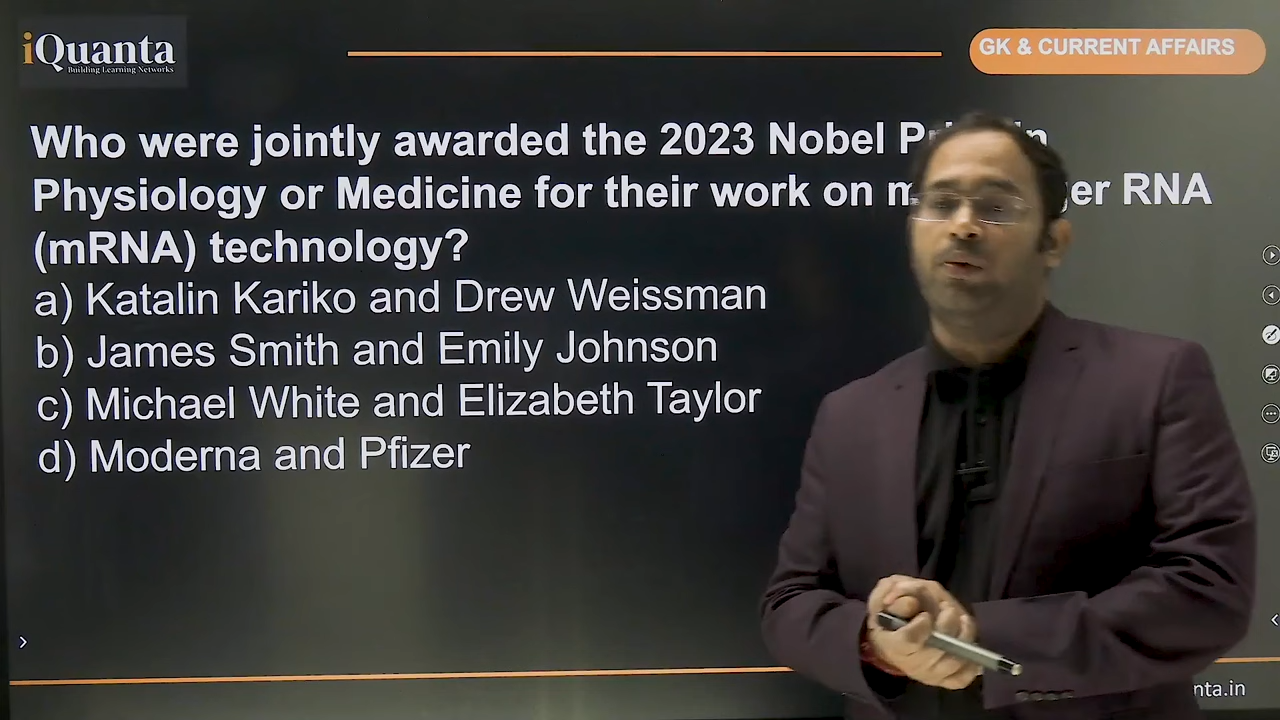 iQuanta
Building Learning Networks
GK & CURRENT AFFAIRS
Who were jointly awarded the 2023 Nobel
Physiology or Medicine for their work on RNA
(mRNA) technology?
a) Katalin Kariko and Drew Weissman
b) James Smith and Emily Johnson
c) Michael White and Elizabeth Taylor
d) Moderna and Pfizer
nta.in